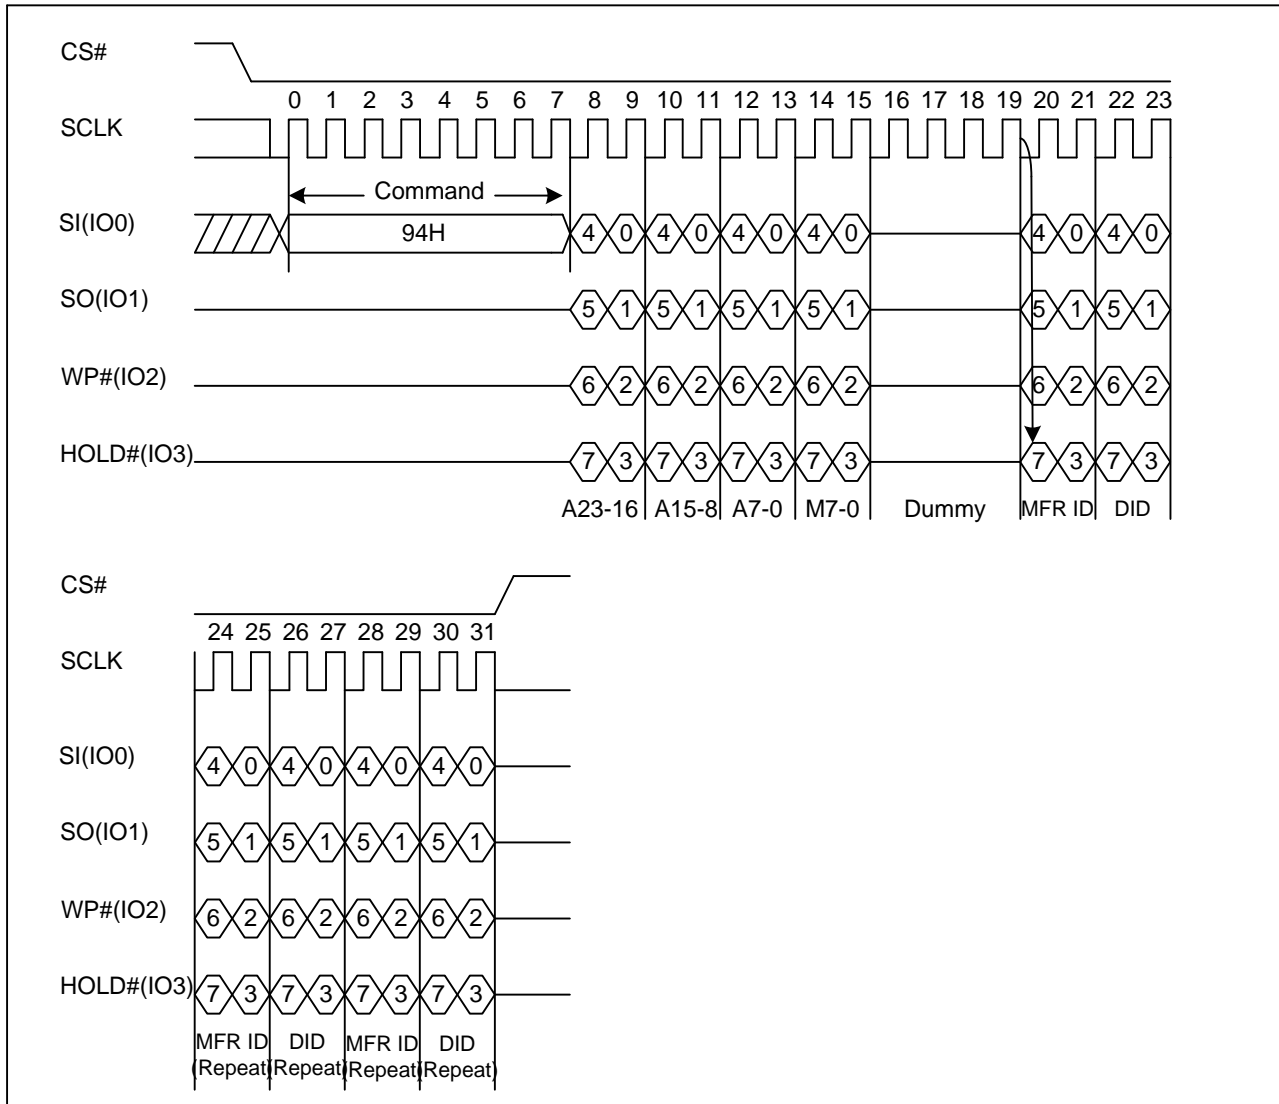 CS#
0 1 2 3 4 5 6 7 8 9 10 11 12 13 14 15 16 17 18 19 20 21 22 23
SCLK
Command
SI(IO0) 94H 4 0 4 0 4 0 4 0 4 0 4 0
SO(IO1) 5 1 5 1 5 1 5 1 5 1 5 1
WP#(IO2) 6 2 6 2 6 2 6 2 6 2 6 2
HOLD#(IO3) 7 3 7 3 7 3 7 3 7 3 7 3
A23-16 A15-8 A7-0 M7-0 Dummy MFR ID DID
CS#
24 25 26 27 28 29 30 31
SCLK
SI(IO0) 4 0 4 0 4 0 4 0
SO(IO1) 5 1 5 1 5 1 5 1
WP#(IO2) 6 2 6 2 6 2 6 2
HOLD#(IO3) 7 3 7 3 7 3 7 3
MFR ID DID MFR ID DID
(Repeat) (Repeat) (Repeat) (Repeat)